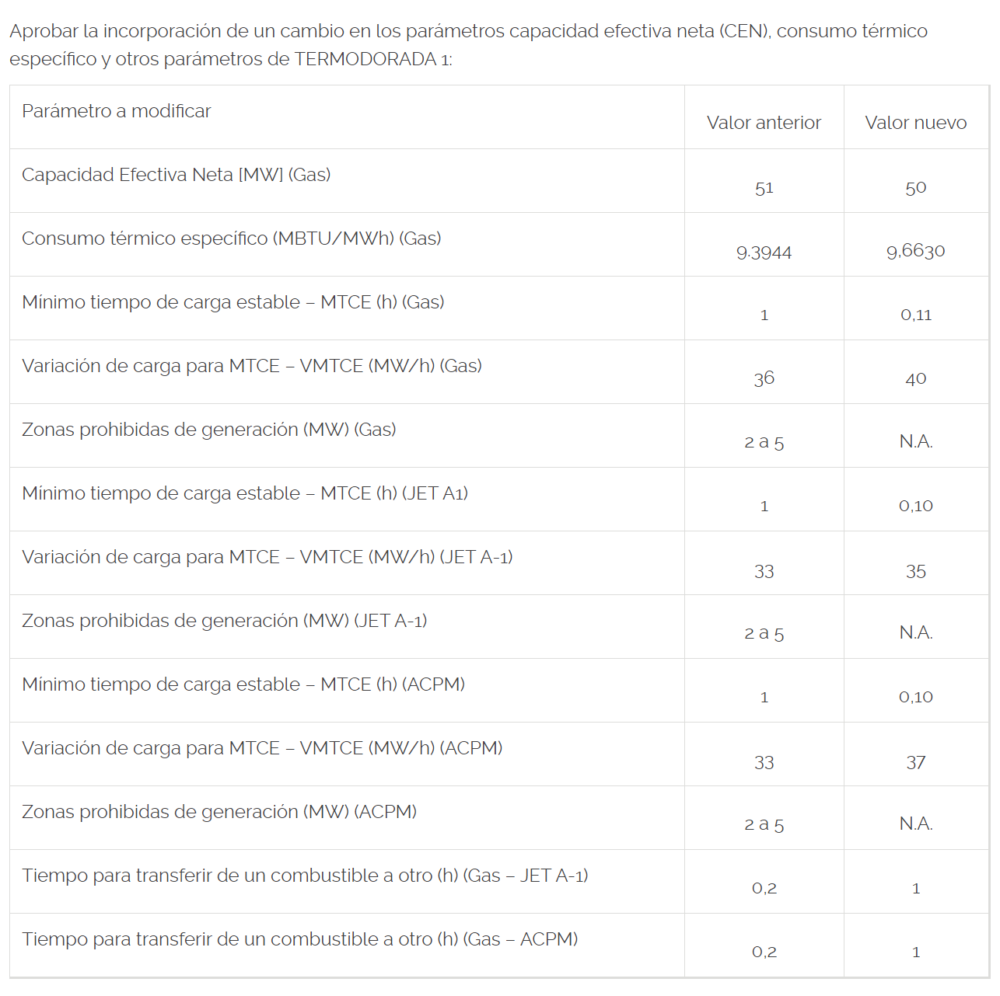 Aprobar la incorporación de un cambio en los parámetros capacidad efectiva neta (CEN), consumo térmico
específico y otros parámetros de TERMODORADA 1:
Parámetro a modificar Valor anterior Valor nuevo
Capacidad Efectiva Neta [MW] (Gas) 51 50
Consumo térmico específico (MBTU/MWh) (Gas) 9.3944 9,6630
Mínimo tiempo de carga estable – MTCE (h) (Gas) 1 0,11
Variación de carga para MTCE – VMTCE (MW/h) (Gas) 36 40
Zonas prohibidas de generación (MW) (Gas) 2 a 5 N.A.
Mínimo tiempo de carga estable – MTCE (h) (JET A1) 1 0,10
Variación de carga para MTCE – VMTCE (MW/h) (JET A-1) 33 35
Zonas prohibidas de generación (MW) (JET A-1) 2 a 5 N.A.
Mínimo tiempo de carga estable – MTCE (h) (ACPM) 1 0,10
Variación de carga para MTCE – VMTCE (MW/h) (ACPM) 33 37
Zonas prohibidas de generación (MW) (ACPM) 2 a 5 N.A.
Tiempo para transferir de un combustible a otro (h) (Gas – JET A-1) 0,2 1
Tiempo para transferir de un combustible a otro (h) (Gas – ACPM) 0,2 1